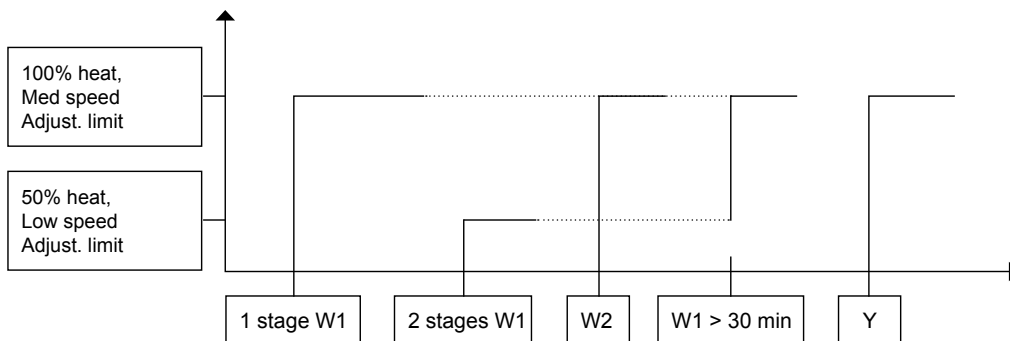 100% heat,
Med speed
Adjust. limit
50% heat,
Low speed
Adjust. limit
1 stage W1
2 stages W1
W2
W1 > 30 min
Y